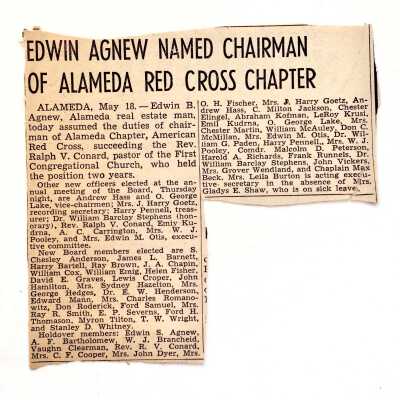 EDWIN AGNEW NAMED CHAIRMAN
OF ALAMEDA RED CROSS CHAPTER
ALAMEDA, May 18. — Edwin B.
Agnew, Alameda real estate man,
today assumed the duties of chair-
man of Alameda Chapter, American
Red Cross, succeeding the Rev.
Ralph V. Conard, pastor of the First
Congregational Church, who held
the position two years.
Other new officers elected at the an-
nual meeting of the Board, Thursday
night, are Andrew Hass and O. George
Lake, vice-chairmen; Mrs. J. Harry Goetz,
recording secretary; Harry Pennell, treas-
urer; Dr. William Barclay Stephens (hon-
orary), Rev. Ralph V. Conard, Emiy Ku-
drna, A. C. Carrington, Mrs. W. J.
Pooley, and Mrs. Edwin M. Otis, exec-
utive committee.
New Board members elected are S.
Chesley Anderson, James L. Barnett,
Harry Bartell, Ray Brown, J. A. Chapin,
William Cox, William Emig, Helen Fisher,
David E. Graves, Lewis Croper, John
Hamilton, Mrs. Sydney Hazelton, Mrs.
George Hedges, Dr. E. W. Henderson,
Edward Mann, Mrs. Charles Romano-
witz, Don Roderick, Ford Samuel, Mrs.
Ray R. Smith, E. P. Severns, Ford H.
Thomason, Myron Tilton, T. W. Wright,
and Stanley D. Whitney.
Holdover members: Edwin S. Agnew,
A. F. Bartholomew, W. J. Brancheid,
Vaughn Clearman, Rev. R. V. Conard,
Mrs. C. F. Cooper, Mrs. John Dyer, Mrs.
O. H. Fischer, Mrs. J. Harry Goetz, An-
drew Hass, C. Milton Jackson, Chester
Elingel, Abraham Kofman, LeRoy Krusi,
Emil Kudrna, O. George Lake, Mrs.
Chester Martin, William McAuley, Don C.
McMillan, Mrs. Edwin M. Otis, Dr. Wil-
liam G. Paden, Harry Pennell, Mrs. W. J.
Pooley, Comdr. Malcolm D. Peterson,
Harold A. Richards, Frank Runnels, Dr.
William Barclay Stephens, John Vickers,
Mrs. Grover Wendland, and Chaplain Max
Beck. Mrs. Leila Burton is acting execu-
tive secretary in the absence of Mrs.
Gladys E. Shaw, who is on sick leave.